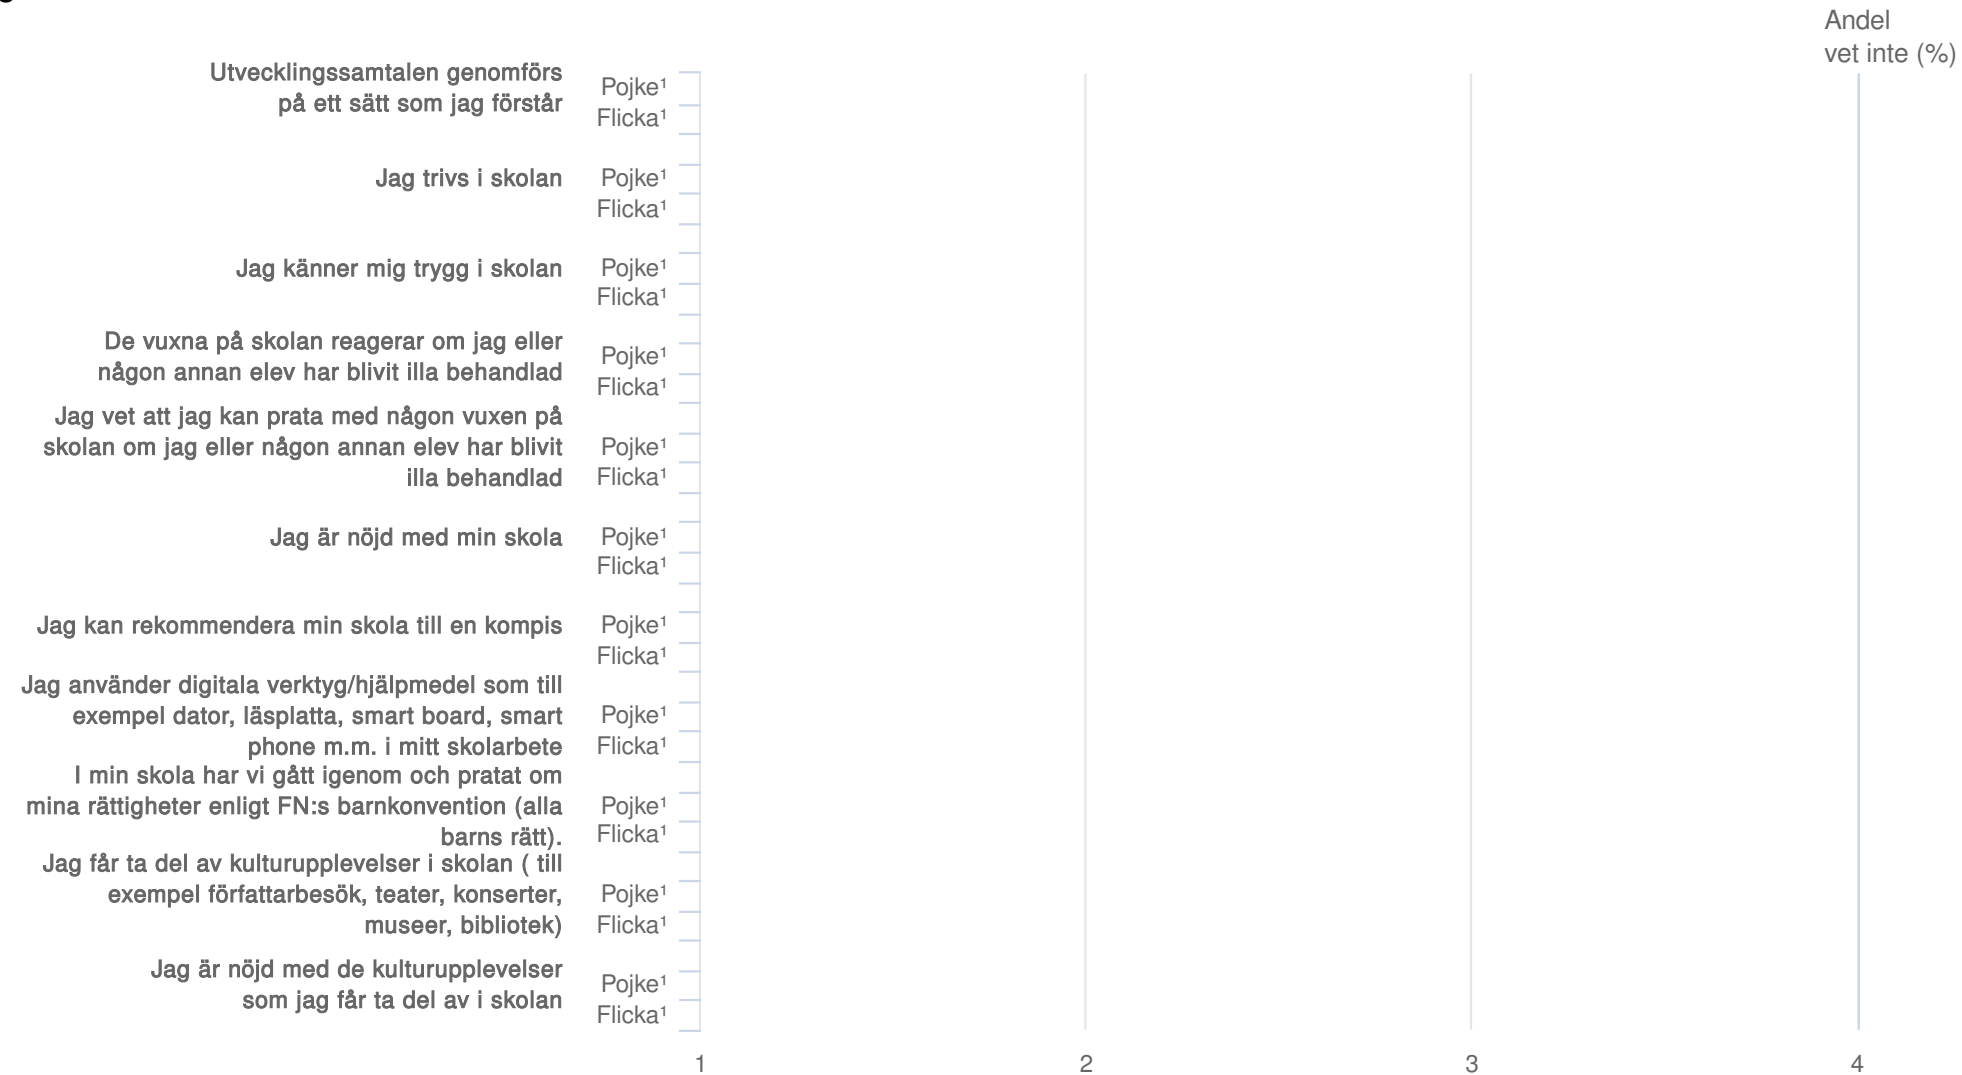 Andel
vet inte (%)
Utvecklingssamtalen genomförs
på ett sätt som jag förstår
Pojke¹
Flicka¹
Jag trivs i skolan
Pojke¹
Flicka¹
Jag känner mig trygg i skolan
Pojke¹
Flicka¹
De vuxna på skolan reagerar om jag eller
någon annan elev har blivit illa behandlad
Pojke¹
Flicka¹
Jag vet att jag kan prata med någon vuxen på
skolan om jag eller någon annan elev har blivit
illa behandlad
Pojke¹
Flicka¹
Jag är nöjd med min skola
Pojke¹
Flicka¹
Jag kan rekommendera min skola till en kompis
Pojke¹
Flicka¹
Jag använder digitala verktyg/hjälpmedel som till
exempel dator, läsplatta, smart board, smart
phone m.m. i mitt skolarbete
Pojke¹
Flicka¹
I min skola har vi gått igenom och pratat om
mina rättigheter enligt FN:s barnkonvention (alla
barns rätt).
Pojke¹
Flicka¹
Jag får ta del av kulturupplevelser i skolan ( till
exempel författarbesök, teater, konserter,
museer, bibliotek)
Pojke¹
Flicka¹
Jag är nöjd med de kulturupplevelser
som jag får ta del av i skolan
Pojke¹
Flicka¹
1 2 3 4